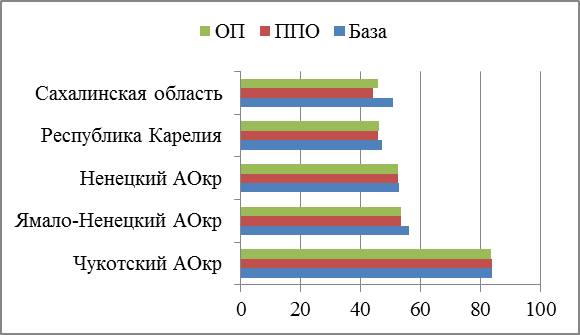 ОП ППО База
Сахалинская область
Республика Карелия
Ненецкий АОкр
Ямало-Ненецкий АОкр
Чукотский АОкр
0 20 40 60 80 100